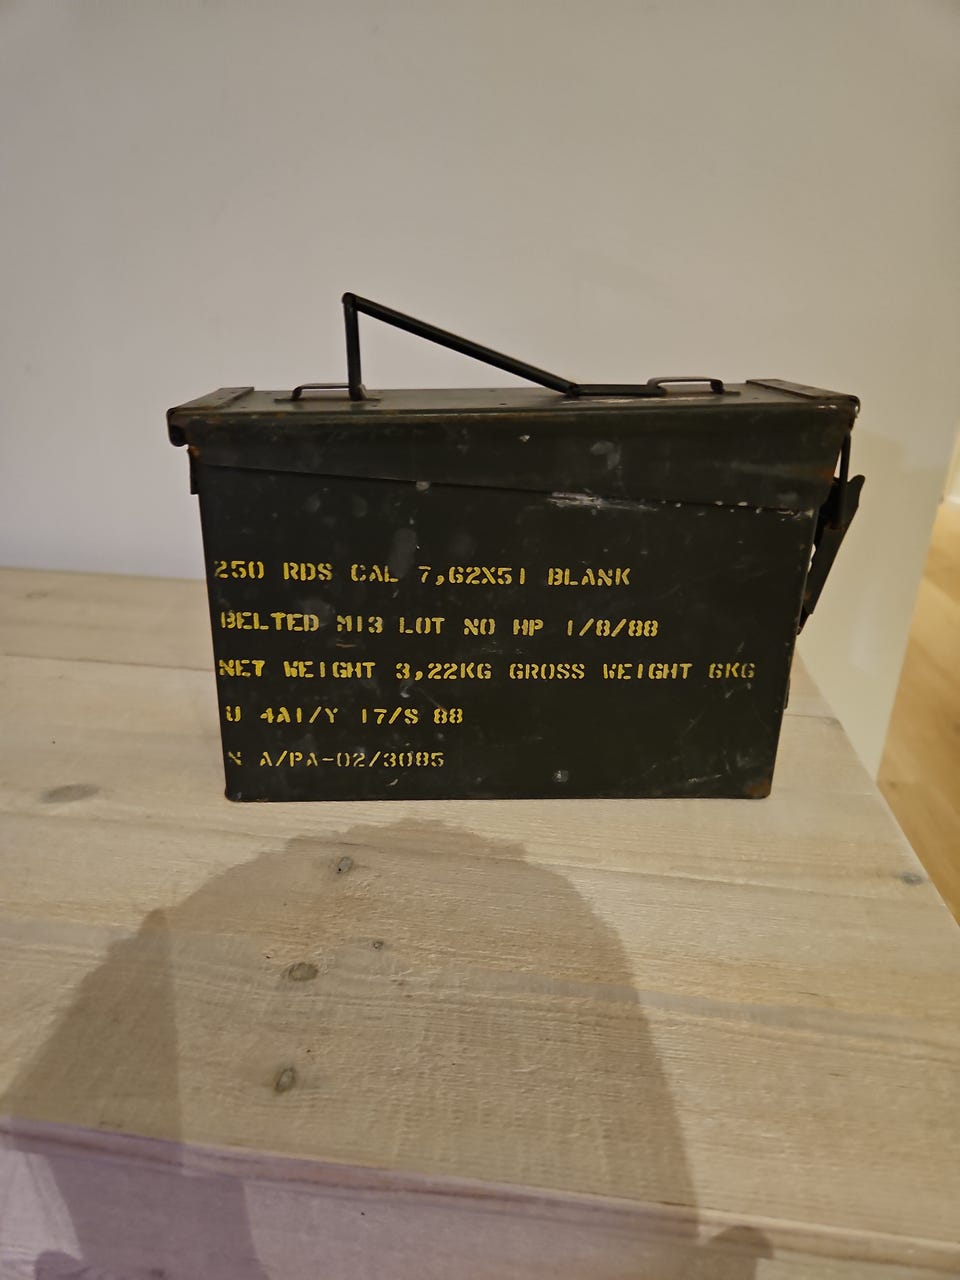 250 RDS CAL 7,62X51 BLANK
BELTED M13 LOT NO HP 1/8/88
NET WEIGHT 3,22KG GROSS WEIGHT 6KG
U 4A1/Y 17/S 88
N A/PA-02/3085